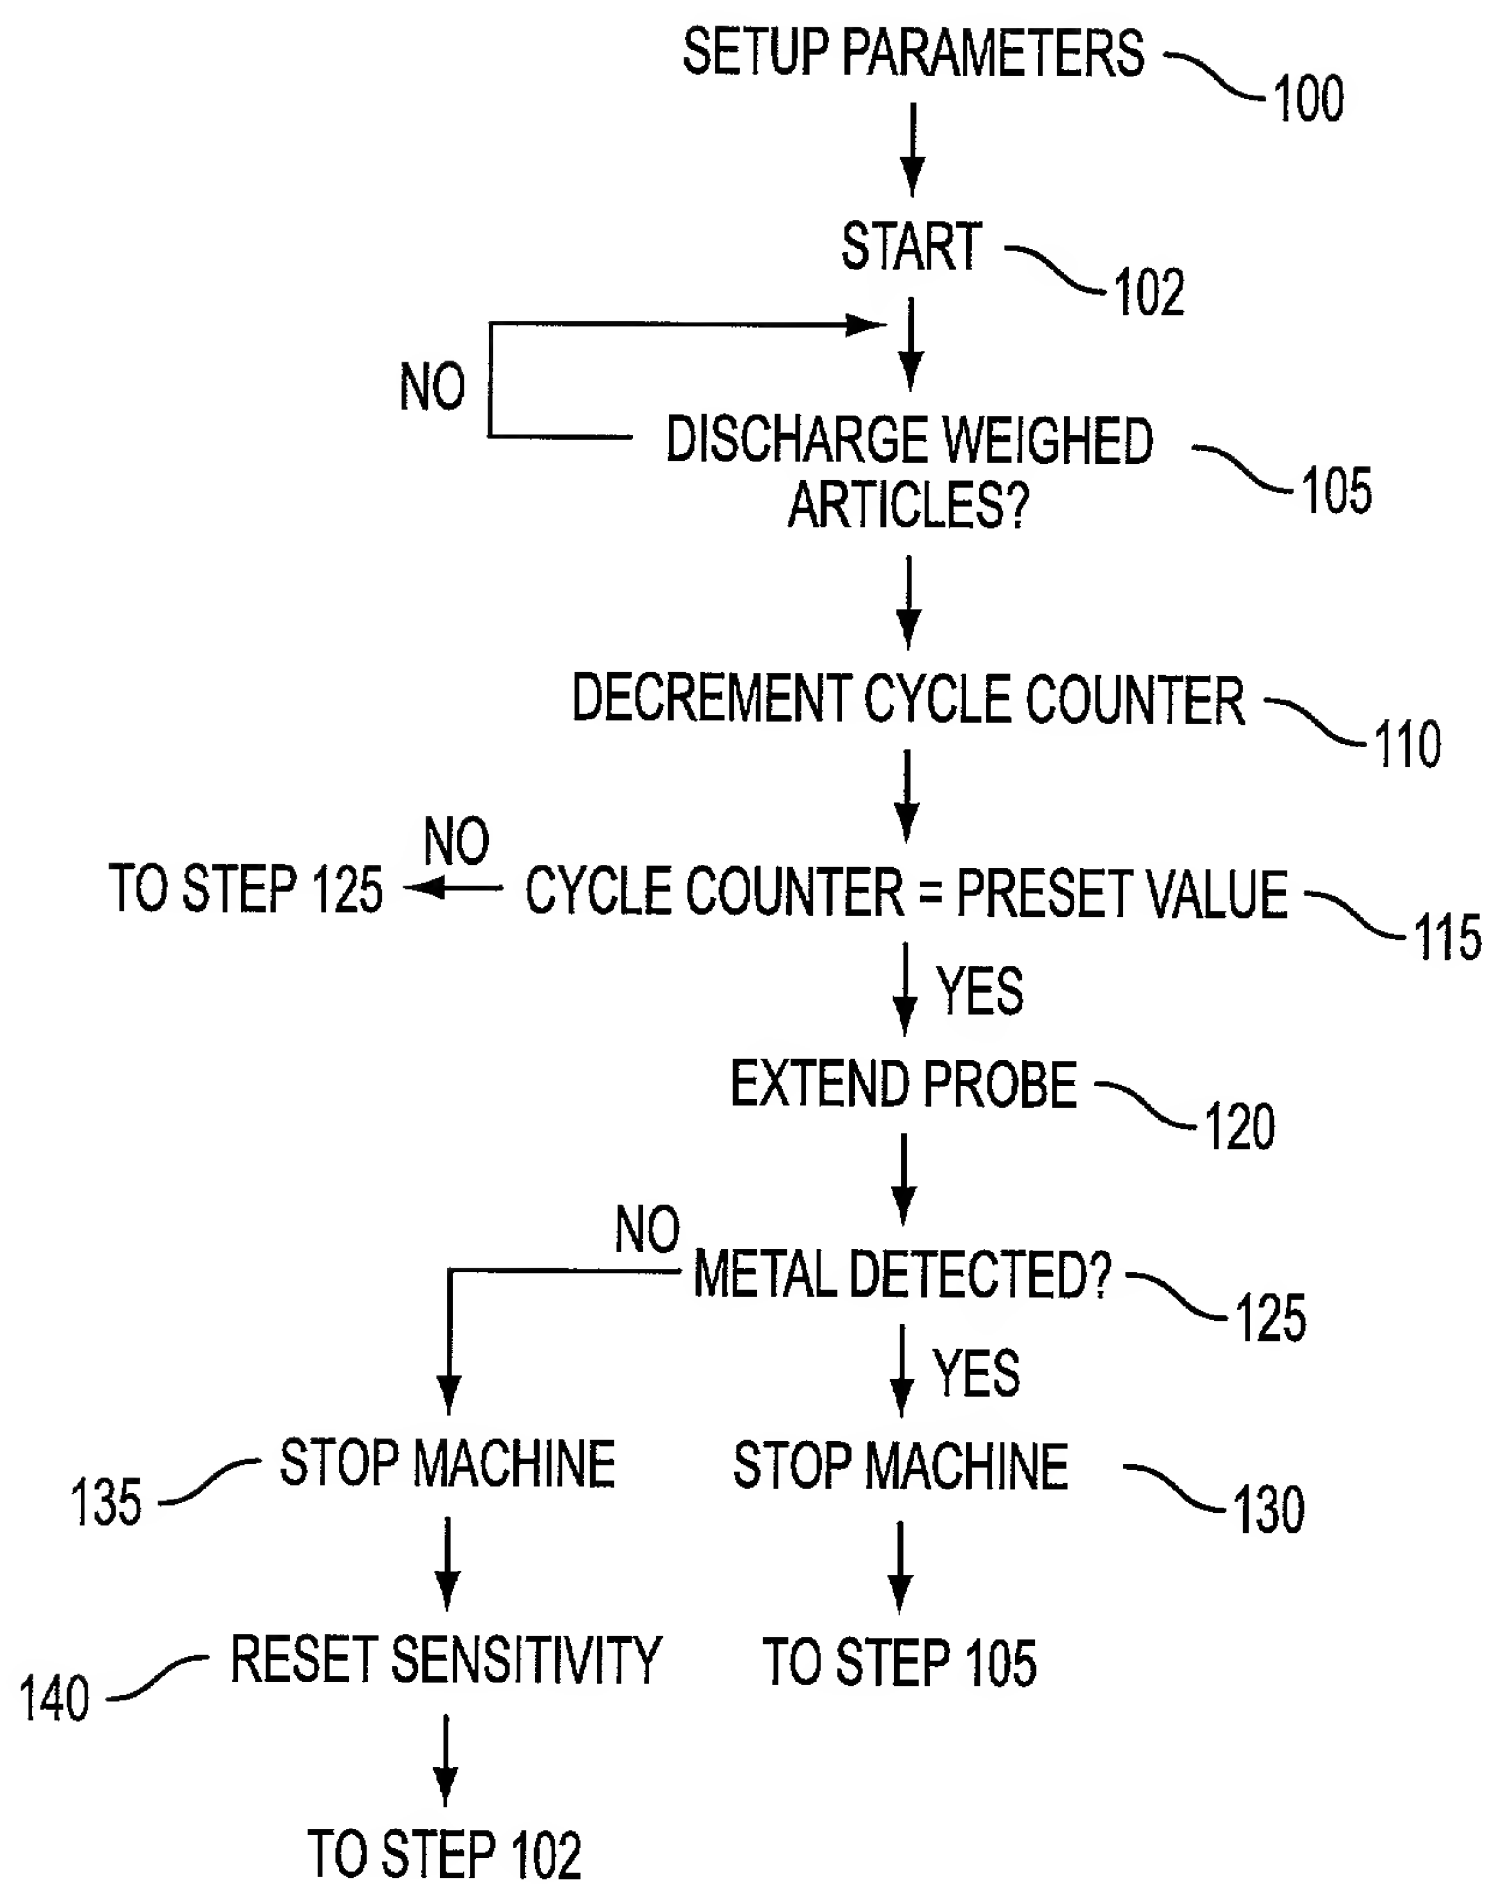 SETUP PARAMETERS
100
START
102
NO
DISCHARGE WEIGHED
ARTICLES?
105
DECREMENT CYCLE COUNTER
110
NO
TO STEP 125
CYCLE COUNTER = PRESET VALUE
115
YES
EXTEND PROBE
120
NO
METAL DETECTED?
125
YES
STOP MACHINE
135
STOP MACHINE
130
RESET SENSITIVITY
140
TO STEP 105
TO STEP 102